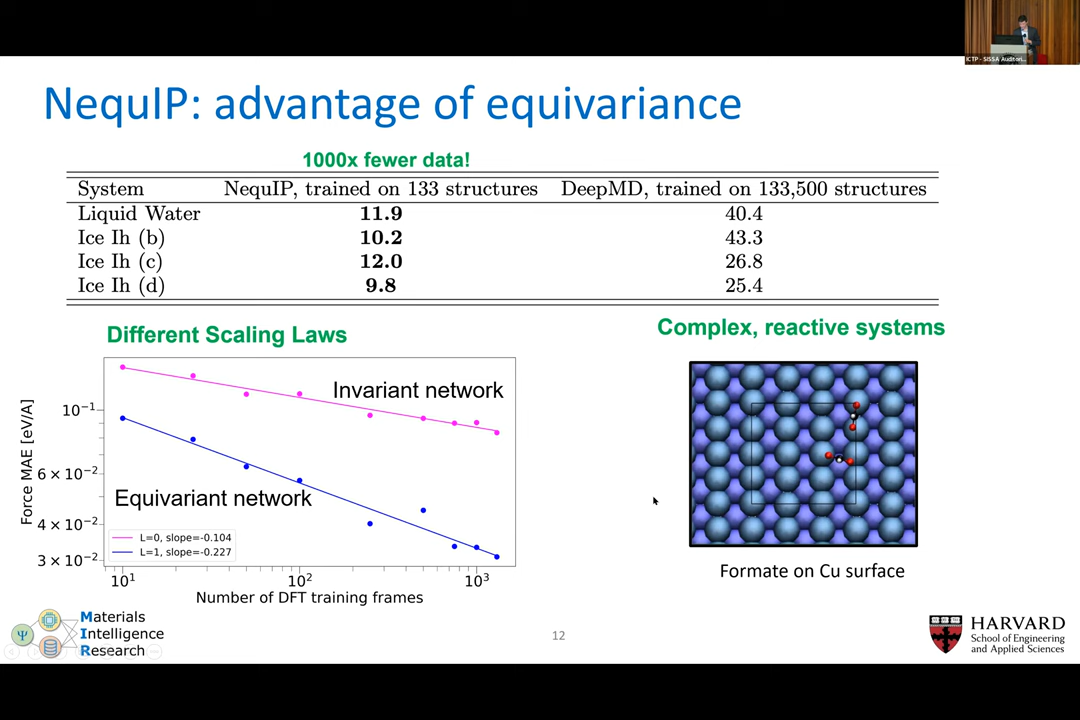 ICTP - SISSA Auditori...
NequIP: advantage of equivariance
1000x fewer data!
System NequIP, trained on 133 structures DeepMD, trained on 133,500 structures
Liquid Water 11.9 40.4
Ice Ih (b) 10.2 43.3
Ice Ih (c) 12.0 26.8
Ice Ih (d) 9.8 25.4
Different Scaling Laws
Complex, reactive systems
Force MAE [eV/A]
10⁻¹
6 × 10⁻²
4 × 10⁻²
3 × 10⁻²
Invariant network
Equivariant network
L=0, slope=-0.104
L=1, slope=-0.227
10¹ 10² 10³
Number of DFT training frames
Formate on Cu surface
Ψ
Materials
Intelligence
Research
12
HARVARD
School of Engineering
and Applied Sciences